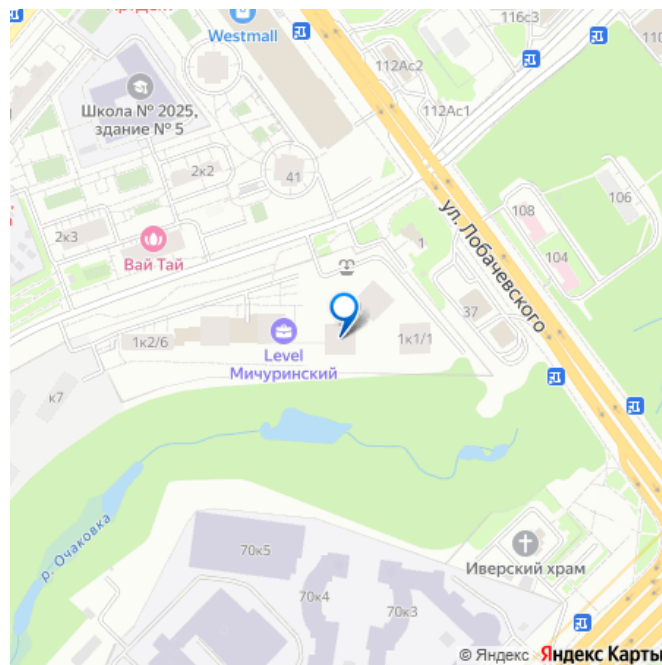 116с3
Westmall
110
112Ас2
Школа № 2025,
здание № 5
112Ас1
2к2
41
106
108
2к3
1
104
Вай Тай
ул. Лобачевского
37
1к2/6
Level
Мичуринский
1к1/1
к7
р. Очаковка
70к5
Иверский храм
70к4
70к3
© Яндекс Яндекс Карты